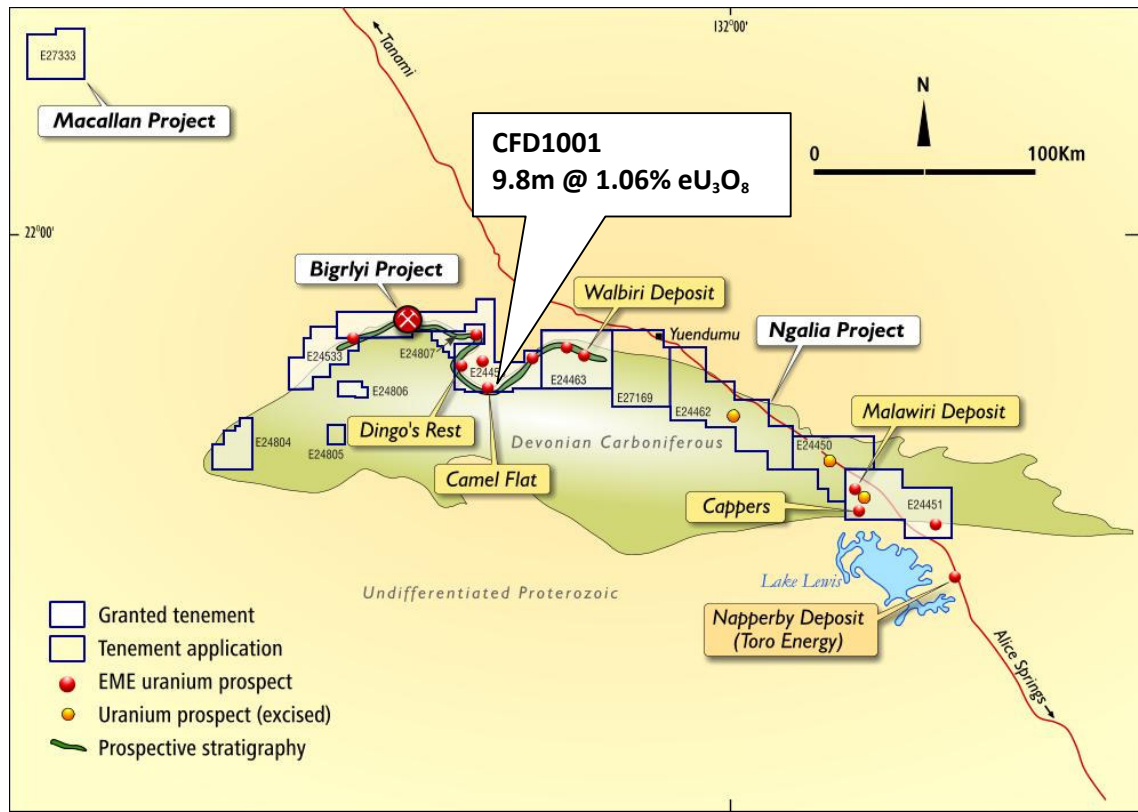 132°00'
E27333
Tanami
Macallan Project
N
CFD1001
9.8m @ 1.06% eU₃O₈
0 100Km
22°00'
Bigrlyi Project
Walbiri Deposit
Yuendumu
Ngalia Project
E24533
E24807
E2445
E24463
E24806
E27169
E24462
Malawiri Deposit
Dingo's Rest
Devonian Carboniferous
E24804
E24805
E24450
Camel Flat
Cappers
E24451
Lake Lewis
Undifferentiated Proterozoic
Napperby Deposit
(Toro Energy)
Granted tenement
Tenement application
EME uranium prospect
Uranium prospect (excised)
Prospective stratigraphy
Alice Springs
132°00'